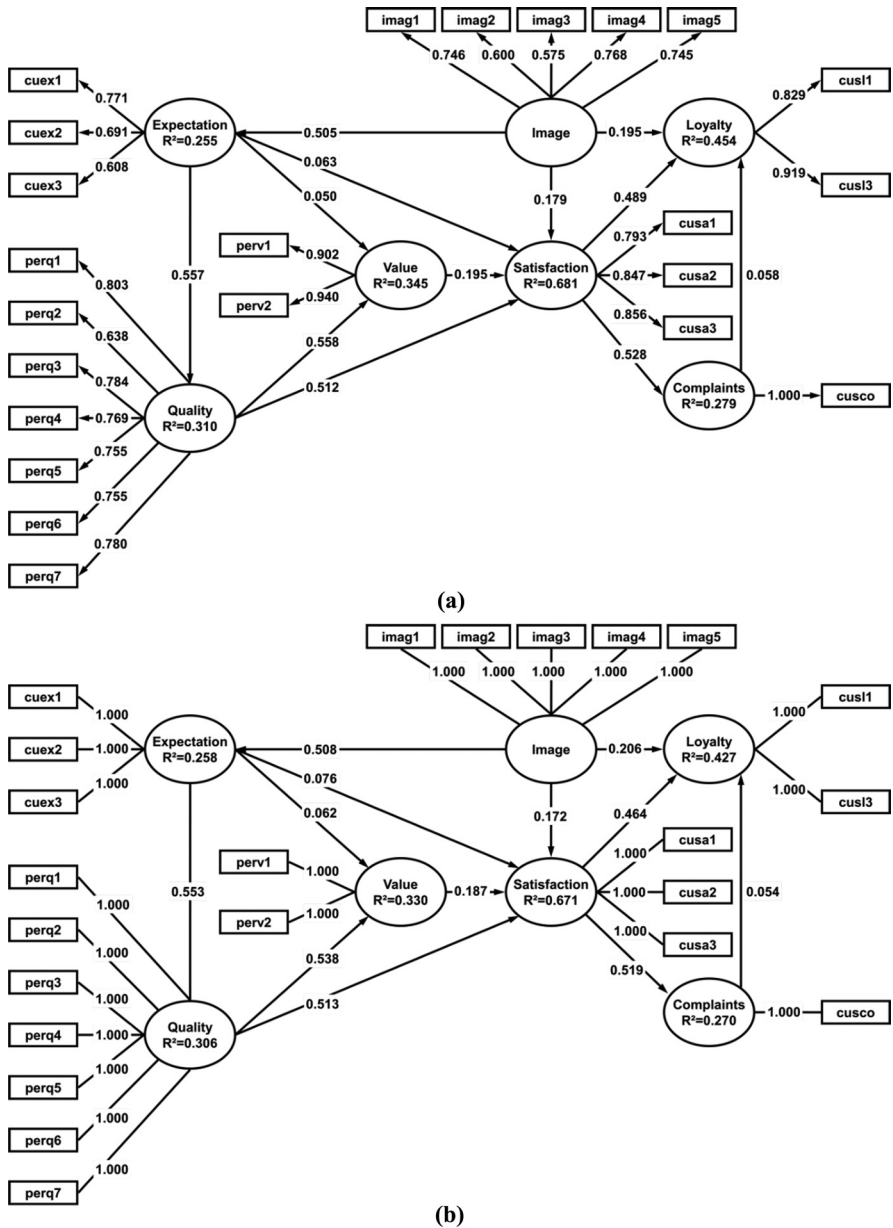 imag1 imag2 imag3 imag4 imag5
0.746 0.600 0.575 0.768 0.745
cuex1
0.771
cuex2
0.691
cuex3
0.608
Expectation
R²=0.255
0.505
Image
0.195
Loyalty
R²=0.454
0.829
cusl1
0.919
cusl3
0.063
0.050
0.179
0.489
0.557
perv1
0.902
perv2
0.940
Value
R²=0.345
0.195
Satisfaction
R²=0.681
0.793
cusa1
0.847
cusa2
0.856
cusa3
0.058
0.558
0.512
0.528
perq1
0.803
perq2
0.638
perq3
0.784
perq4
0.769
perq5
0.755
perq6
0.755
perq7
0.780
Quality
R²=0.310
Complaints
R²=0.279
1.000
cusco
(a)
imag1 imag2 imag3 imag4 imag5
1.000 1.000 1.000 1.000 1.000
cuex1
1.000
cuex2
1.000
cuex3
1.000
Expectation
R²=0.258
0.508
Image
0.206
Loyalty
R²=0.427
1.000
cusl1
1.000
cusl3
0.076
0.062
0.172
0.464
0.553
perv1
1.000
perv2
1.000
Value
R²=0.330
0.187
Satisfaction
R²=0.671
1.000
cusa1
1.000
cusa2
1.000
cusa3
0.054
0.538
0.513
0.519
perq1
1.000
perq2
1.000
perq3
1.000
perq4
1.000
perq5
1.000
perq6
1.000
perq7
1.000
Quality
R²=0.306
Complaints
R²=0.270
1.000
cusco
(b)